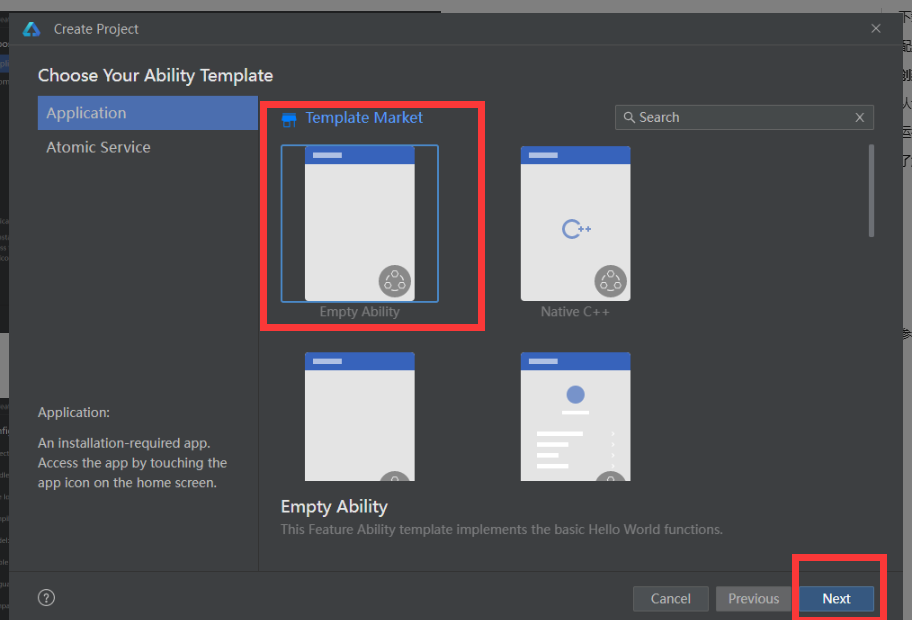 Create Project
Choose Your Ability Template
Application
Atomic Service
Template Market
Search
Empty Ability
C++
Native C++
Application:
An installation-required app.
Access the app by touching the
app icon on the home screen.
Empty Ability
This Feature Ability template implements the basic Hello World functions.
?
Cancel
Previous
Next